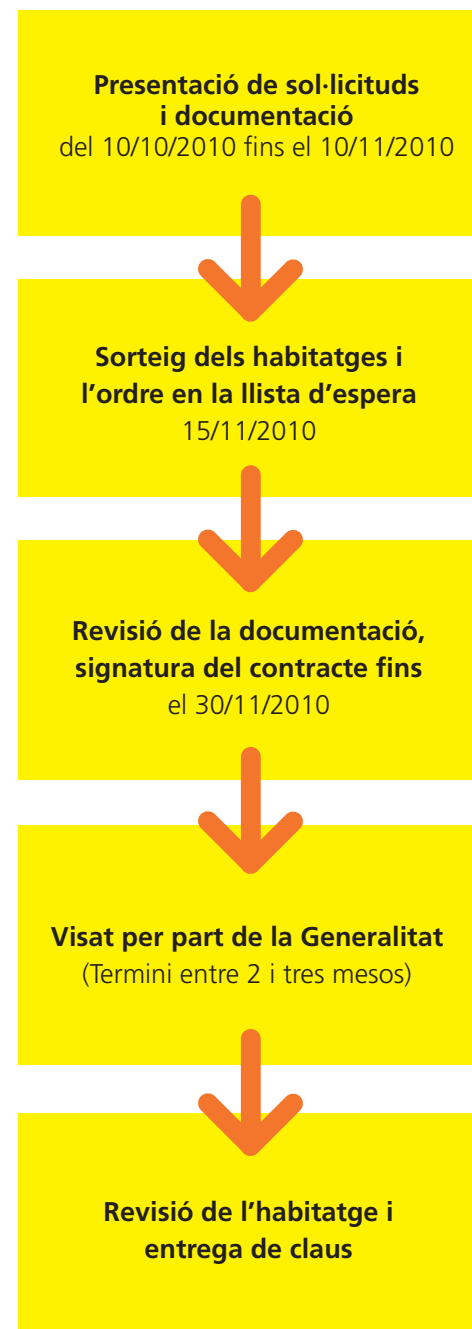 Presentació de sol·licituds
i documentació
del 10/10/2010 fins el 10/11/2010
Sorteig dels habitatges i
l’ordre en la llista d’espera
15/11/2010
Revisió de la documentació,
signatura del contracte fins
el 30/11/2010
Visat per part de la Generalitat
(Termini entre 2 i tres mesos)
Revisió de l’habitatge i
entrega de claus